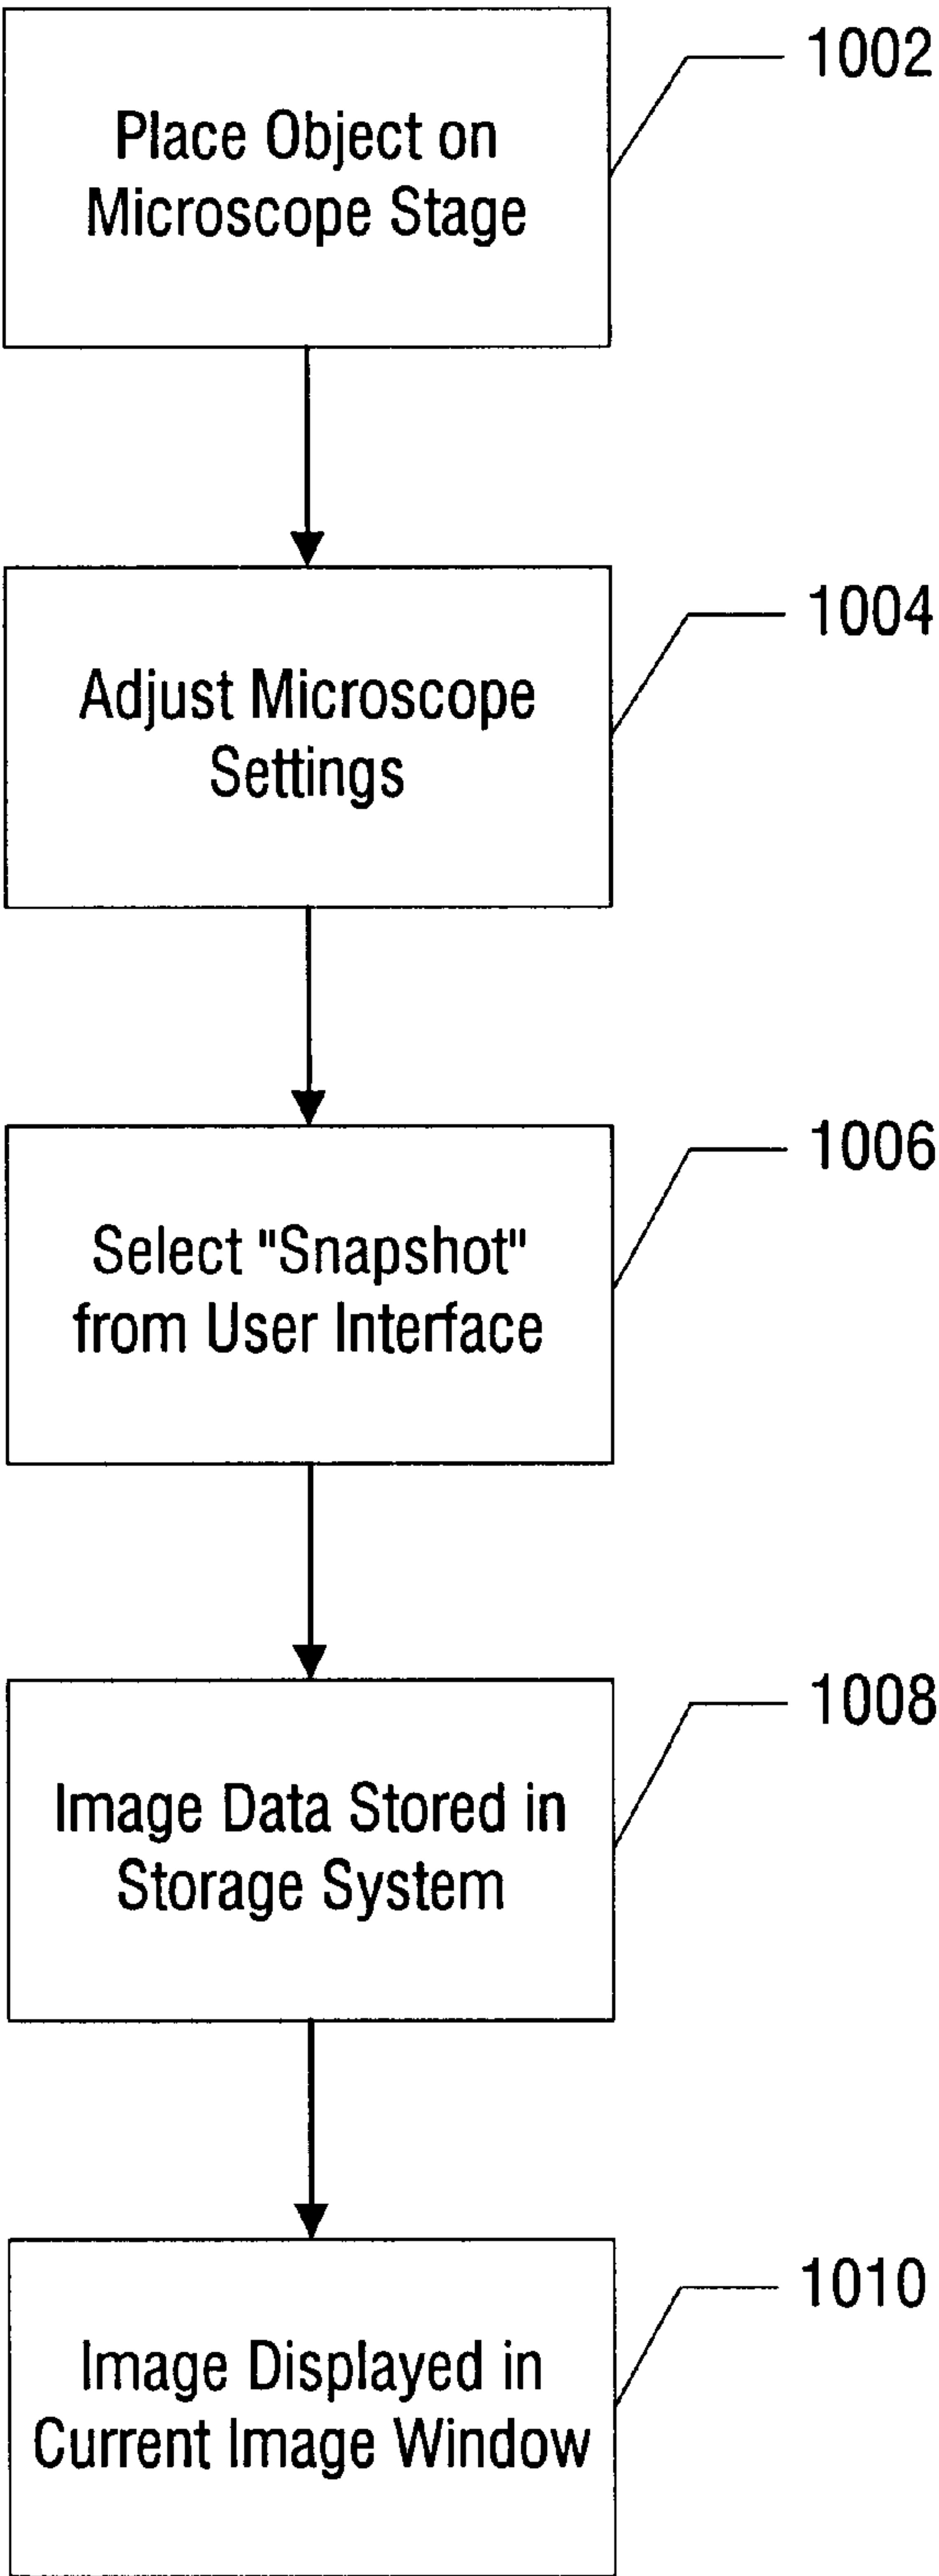 1002
Place Object on
Microscope Stage
1004
Adjust Microscope
Settings
1006
Select "Snapshot"
from User Interface
1008
Image Data Stored in
Storage System
1010
Image Displayed in
Current Image Window